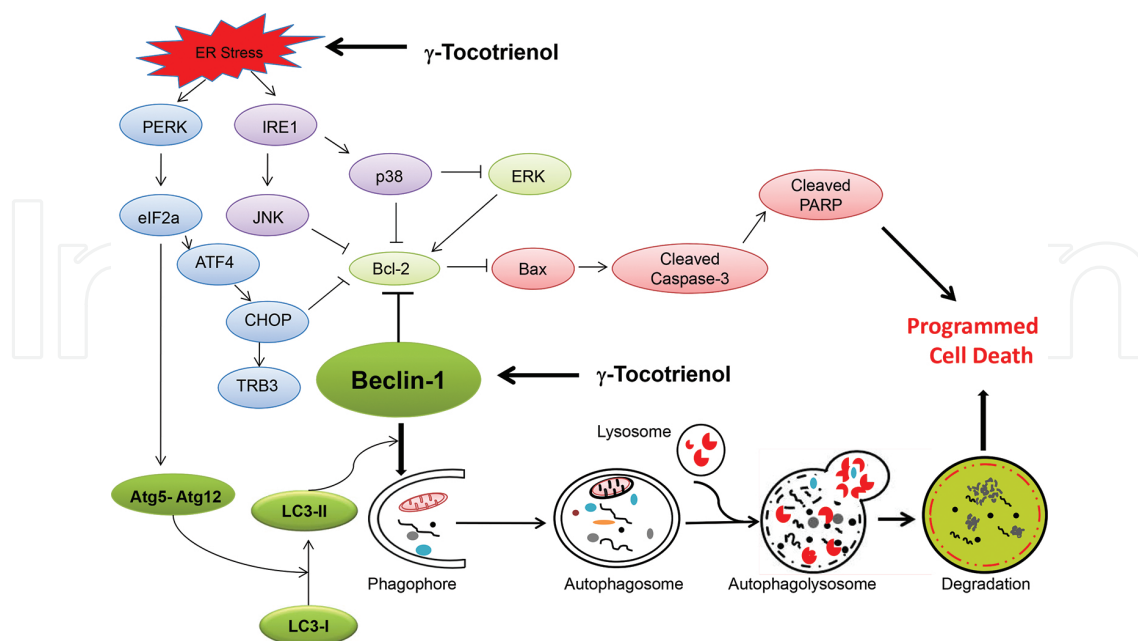 ER Stress
γ-Tocotrienol
PERK
IRE1
p38
ERK
Cleaved
PARP
eIF2a
JNK
ATF4
Bcl-2
Bax
Cleaved
Caspase-3
CHOP
Programmed
Cell Death
TRB3
Beclin-1
γ-Tocotrienol
Lysosome
Atg5- Atg12
LC3-II
Phagophore
Autophagosome
Autophagolysosome
Degradation
LC3-I